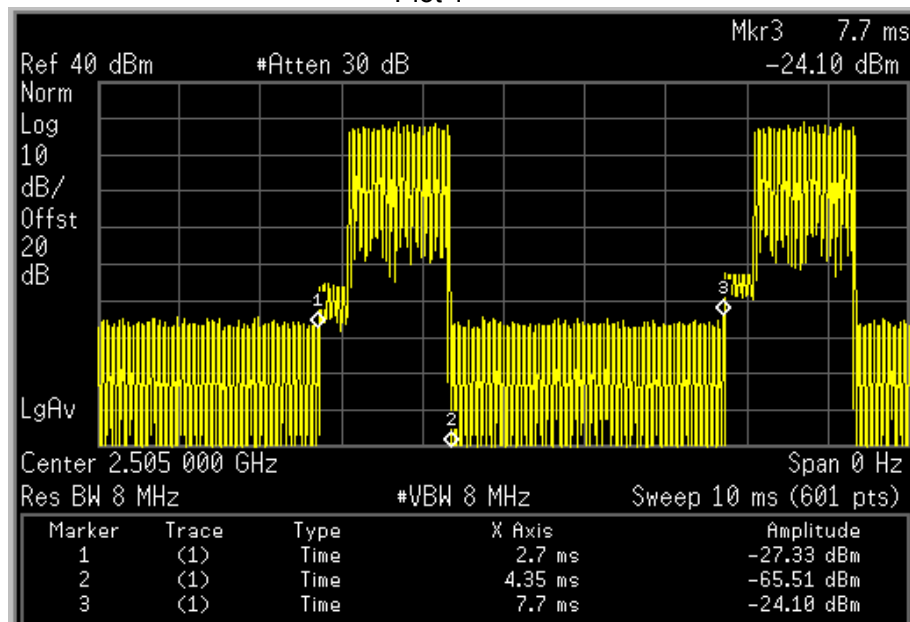 Mkr3 7.7 ms
Ref 40 dBm #Atten 30 dB -24.10 dBm
Norm
Log
10
dB/
Offst
20
dB
1
3
2
LgAv
Center 2.505 000 GHz Span 0 Hz
Res BW 8 MHz #VBW 8 MHz Sweep 10 ms (601 pts)
Marker Trace Type X Axis Amplitude
1 (1) Time 2.7 ms -27.33 dBm
2 (1) Time 4.35 ms -65.51 dBm
3 (1) Time 7.7 ms -24.10 dBm